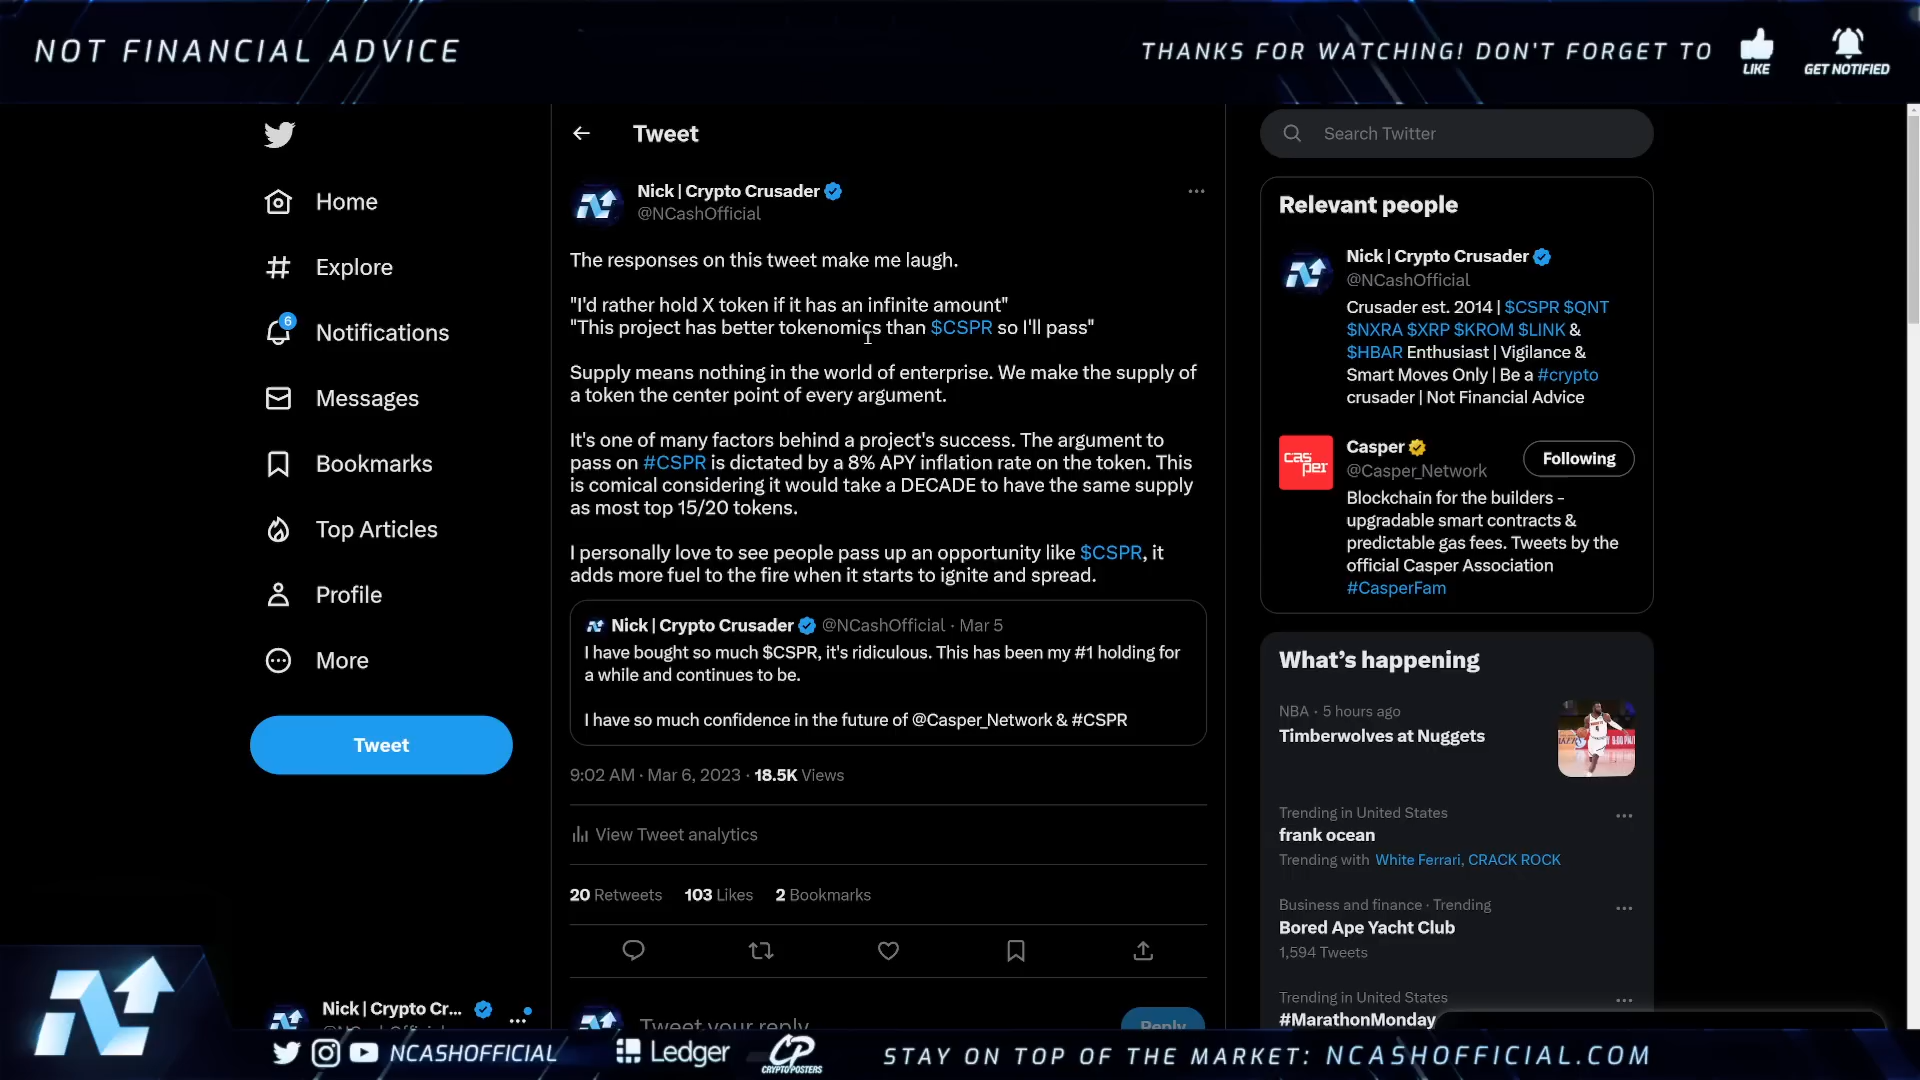 NOT FINANCIAL ADVICE
THANKS FOR WATCHING! DON'T FORGET TO
LIKE
GET NOTIFIED
Home
Explore
6
Notifications
Messages
Bookmarks
Top Articles
Profile
More
Tweet
Nick | Crypto Cr...
Tweet
Nick | Crypto Crusader
@NCashOfficial
The responses on this tweet make me laugh.
"I'd rather hold X token if it has an infinite amount"
"This project has better tokenomics than $CSPR so I'll pass"
Supply means nothing in the world of enterprise. We make the supply of
a token the center point of every argument.
It's one of many factors behind a project's success. The argument to
pass on #CSPR is dictated by a 8% APY inflation rate on the token. This
is comical considering it would take a DECADE to have the same supply
as most top 15/20 tokens.
I personally love to see people pass up an opportunity like $CSPR, it
adds more fuel to the fire when it starts to ignite and spread.
Nick | Crypto Crusader @NCashOfficial · Mar 5
I have bought so much $CSPR, it's ridiculous. This has been my #1 holding for
a while and continues to be.
I have so much confidence in the future of @Casper_Network & #CSPR
9:02 AM · Mar 6, 2023 · 18.5K Views
View Tweet analytics
20 Retweets 103 Likes 2 Bookmarks
Tweet your reply
Reply
Search Twitter
Relevant people
Nick | Crypto Crusader
@NCashOfficial
Crusader est. 2014 | $CSPR $QNT
$NXRA $XRP $KROM $LINK &
$HBAR Enthusiast | Vigilance &
Smart Moves Only | Be a #crypto
crusader | Not Financial Advice
casper
Casper
@Casper_Network
Following
Blockchain for the builders -
upgradable smart contracts &
predictable gas fees. Tweets by the
official Casper Association
#CasperFam
What's happening
NBA · 5 hours ago
Timberwolves at Nuggets
Trending in United States
frank ocean
Trending with White Ferrari, CRACK ROCK
Business and finance · Trending
Bored Ape Yacht Club
1,594 Tweets
Trending in United States
#MarathonMonday
NCASHOFFICIAL
Ledger
CP
CRYPTOPOSTERS
STAY ON TOP OF THE MARKET: NCASHOFFICIAL.COM